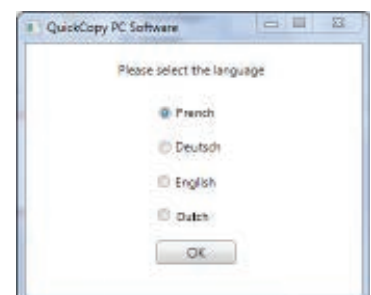 QuickCopy PC Software
Please select the language
French
Deutsch
English
Dutch
OK